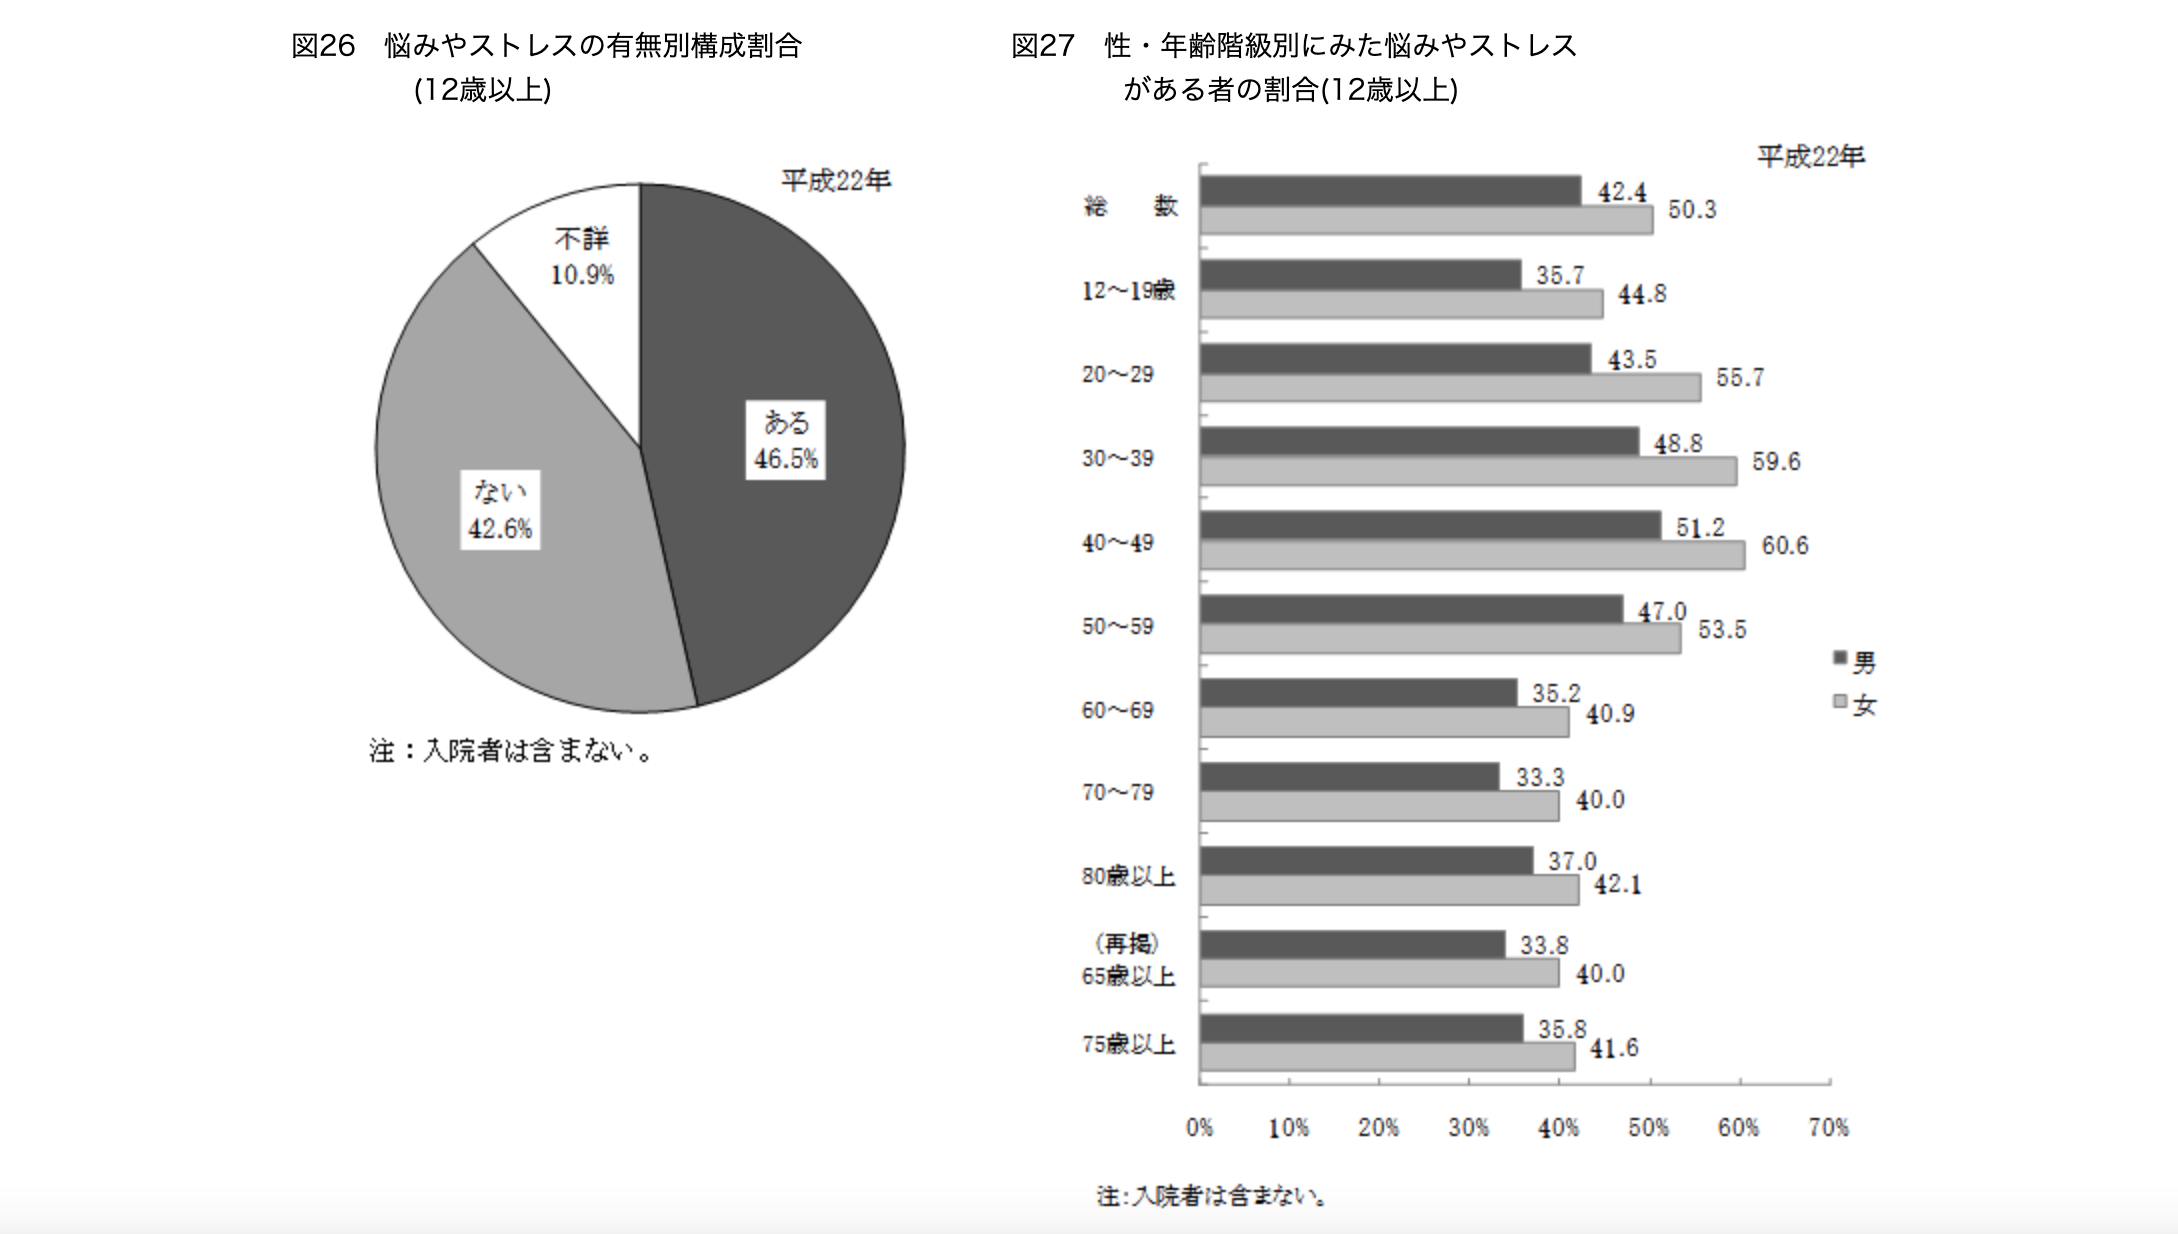 図26　悩みやストレスの有無別構成割合
(12歳以上)
平成22年
不詳
10.9%
ある
46.5%
ない
42.6%
注：入院者は含まない。
図27　性・年齢階級別にみた悩みやストレス
がある者の割合(12歳以上)
平成22年
総　数
42.4
50.3
12～19歳
35.7
44.8
20～29
43.5
55.7
30～39
48.8
59.6
40～49
51.2
60.6
50～59
47.0
53.5
男
女
60～69
35.2
40.9
70～79
33.3
40.0
80歳以上
37.0
42.1
(再掲)
65歳以上
33.8
40.0
75歳以上
35.8
41.6
0% 10% 20% 30% 40% 50% 60% 70%
注:入院者は含まない。